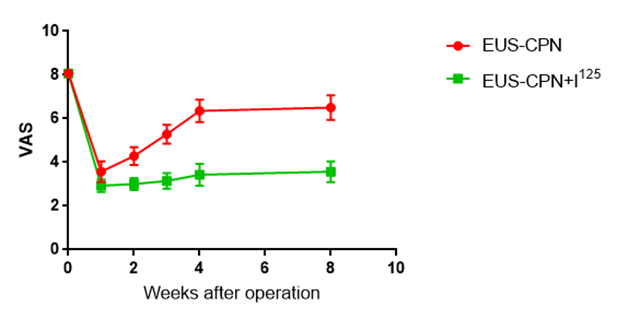 10
8
6
4
2
0
VAS
0 2 4 6 8 10
Weeks after operation
EUS-CPN
EUS-CPN+I¹²⁵